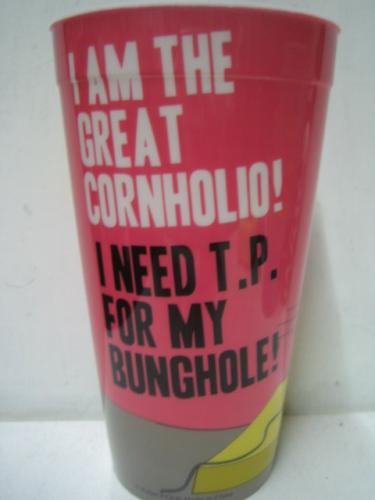 I AM THE
GREAT
CORNHOLIO!
I NEED T.P.
FOR MY
BUNGHOLE!